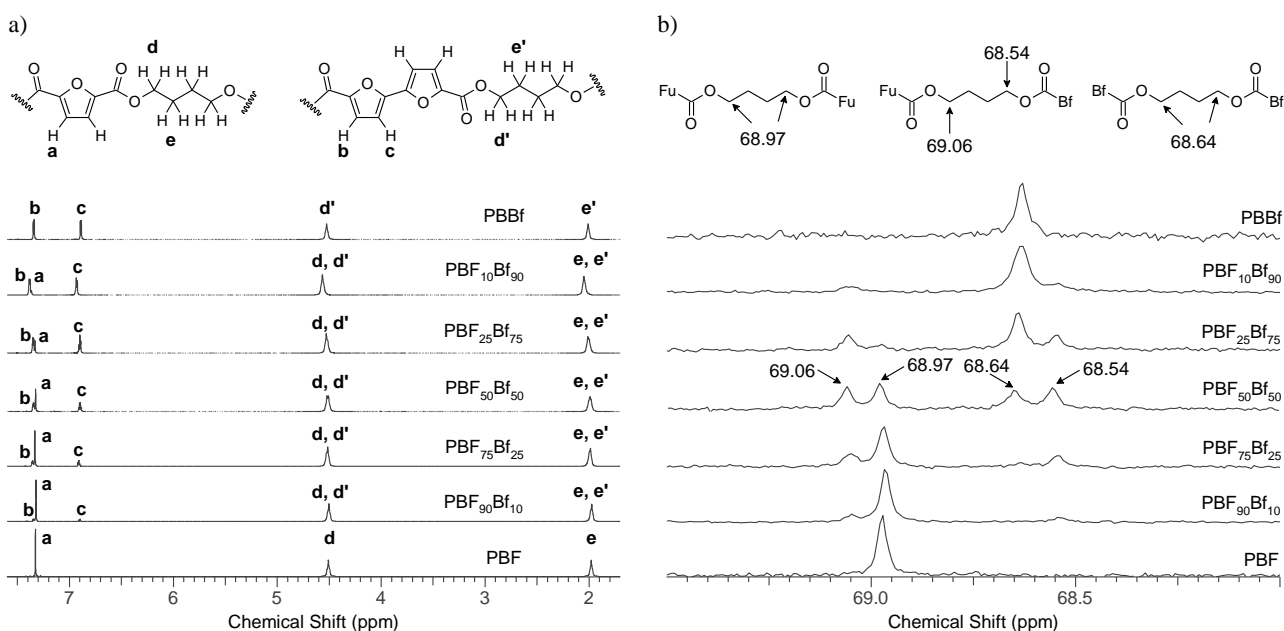 a)
d
e'
H H H H H H H H H H H H
O O O O O O O O O O
a
e
b
c
d'
b c d' PBBf e'
b a c d, d' PBF10Bf90 e, e'
b a c d, d' PBF25Bf75 e, e'
a
b c d, d' PBF50Bf50 e, e'
a
b c d, d' PBF75Bf25 e, e'
a
b c d, d' PBF90Bf10 e, e'
a d PBF e
7 6 5 4 3 2
Chemical Shift (ppm)
b)
68.54
Fu O O Fu O O
68.97
Fu O O Bf O O
69.06
Bf O O Bf O O
68.64
PBBf
PBF10Bf90
PBF25Bf75
69.06 68.97 68.64 68.54
PBF50Bf50
PBF75Bf25
PBF90Bf10
PBF
69.0 68.5
Chemical Shift (ppm)